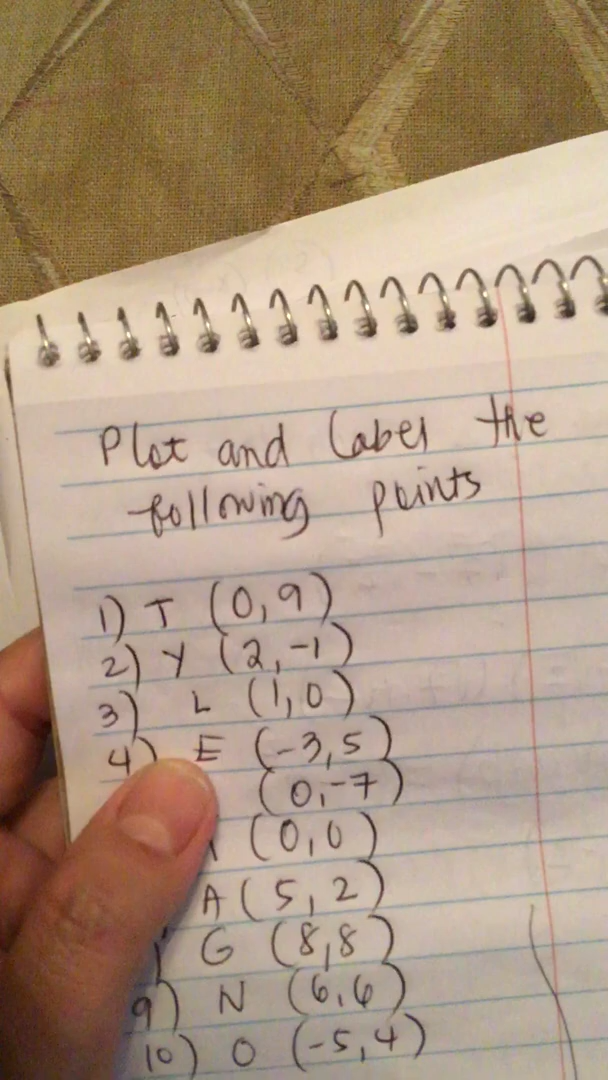 Plot and Label the
following points
1) T (0,9)
2) Y (2,-1)
3) L (1,0)
4) E (-3,5)
(0,-7)
(0,0)
A (5,2)
G (8,8)
9) N (6,6)
10) O (-5,4)